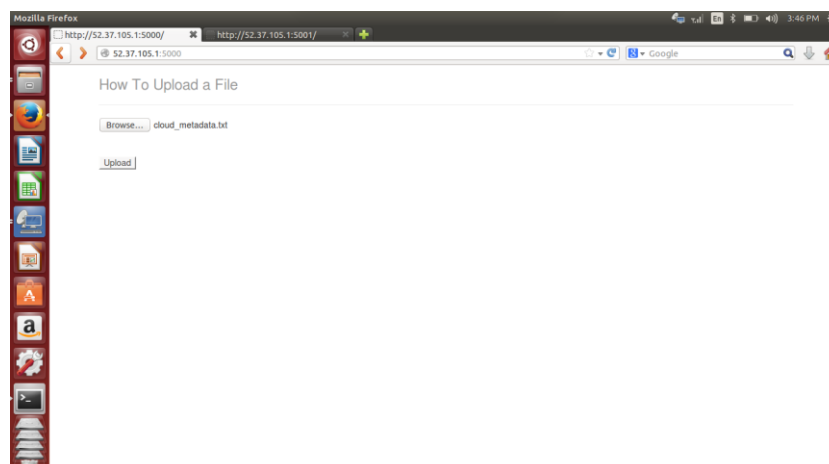 Mozilla Firefox
En
3:46 PM
http://52.37.105.1:5000/
http://52.37.105.1:5001/
52.37.105.1:5000
Google
How To Upload a File
Browse...
cloud_metadata.txt
Upload